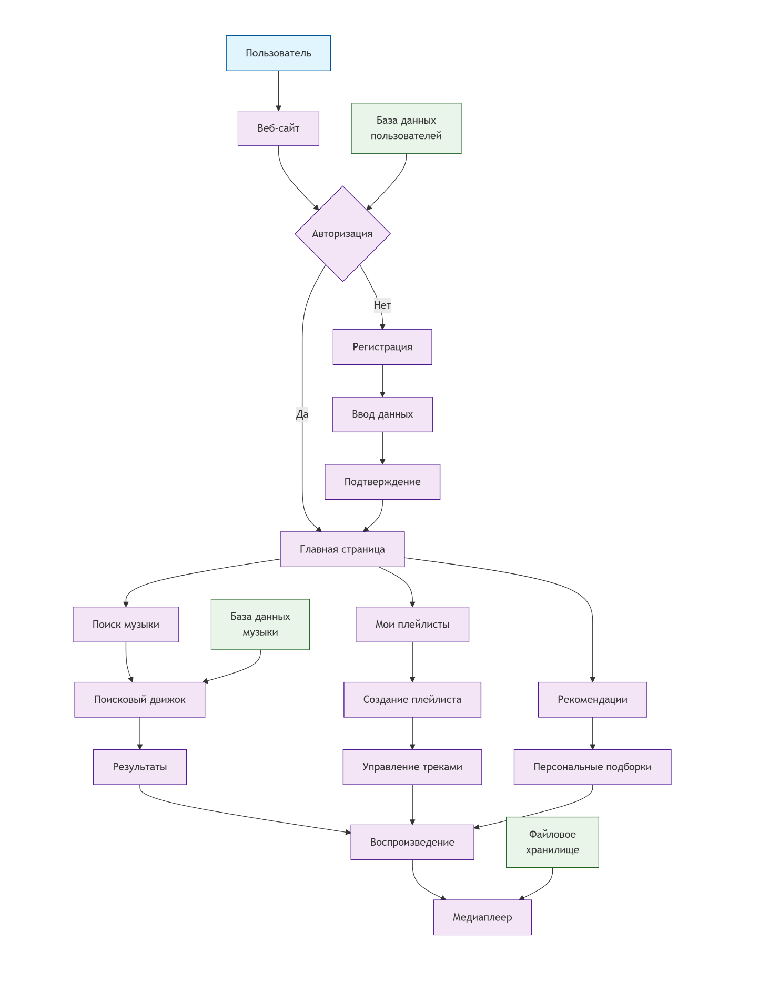 Пользователь
Веб-сайт
База данных
пользователей
Авторизация
Нет
Регистрация
Да
Ввод данных
Подтверждение
Главная страница
Поиск музыки
База данных
музыки
Мои плейлисты
Поисковый движок
Создание плейлиста
Рекомендации
Результаты
Управление треками
Персональные подборки
Воспроизведение
Файловое
хранилище
Медиаплеер